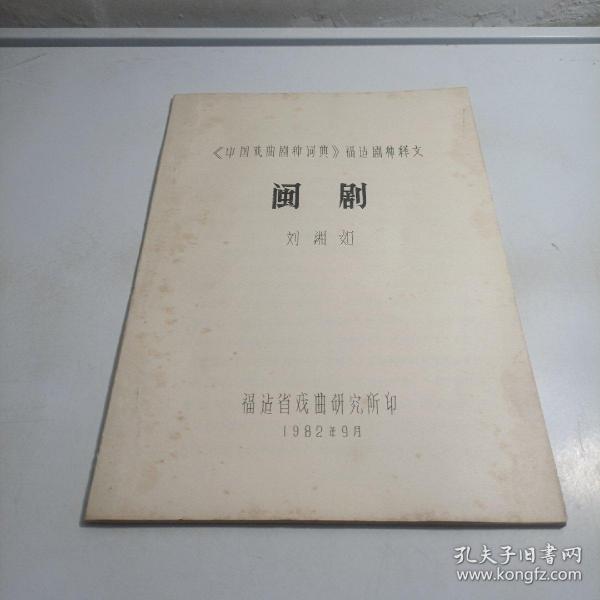 《中国戏曲剧种词典》福建剧种释文
闽剧
刘湘如
福建省戏曲研究所印
1982年9月
孔夫子旧书网
www.kongfz.com